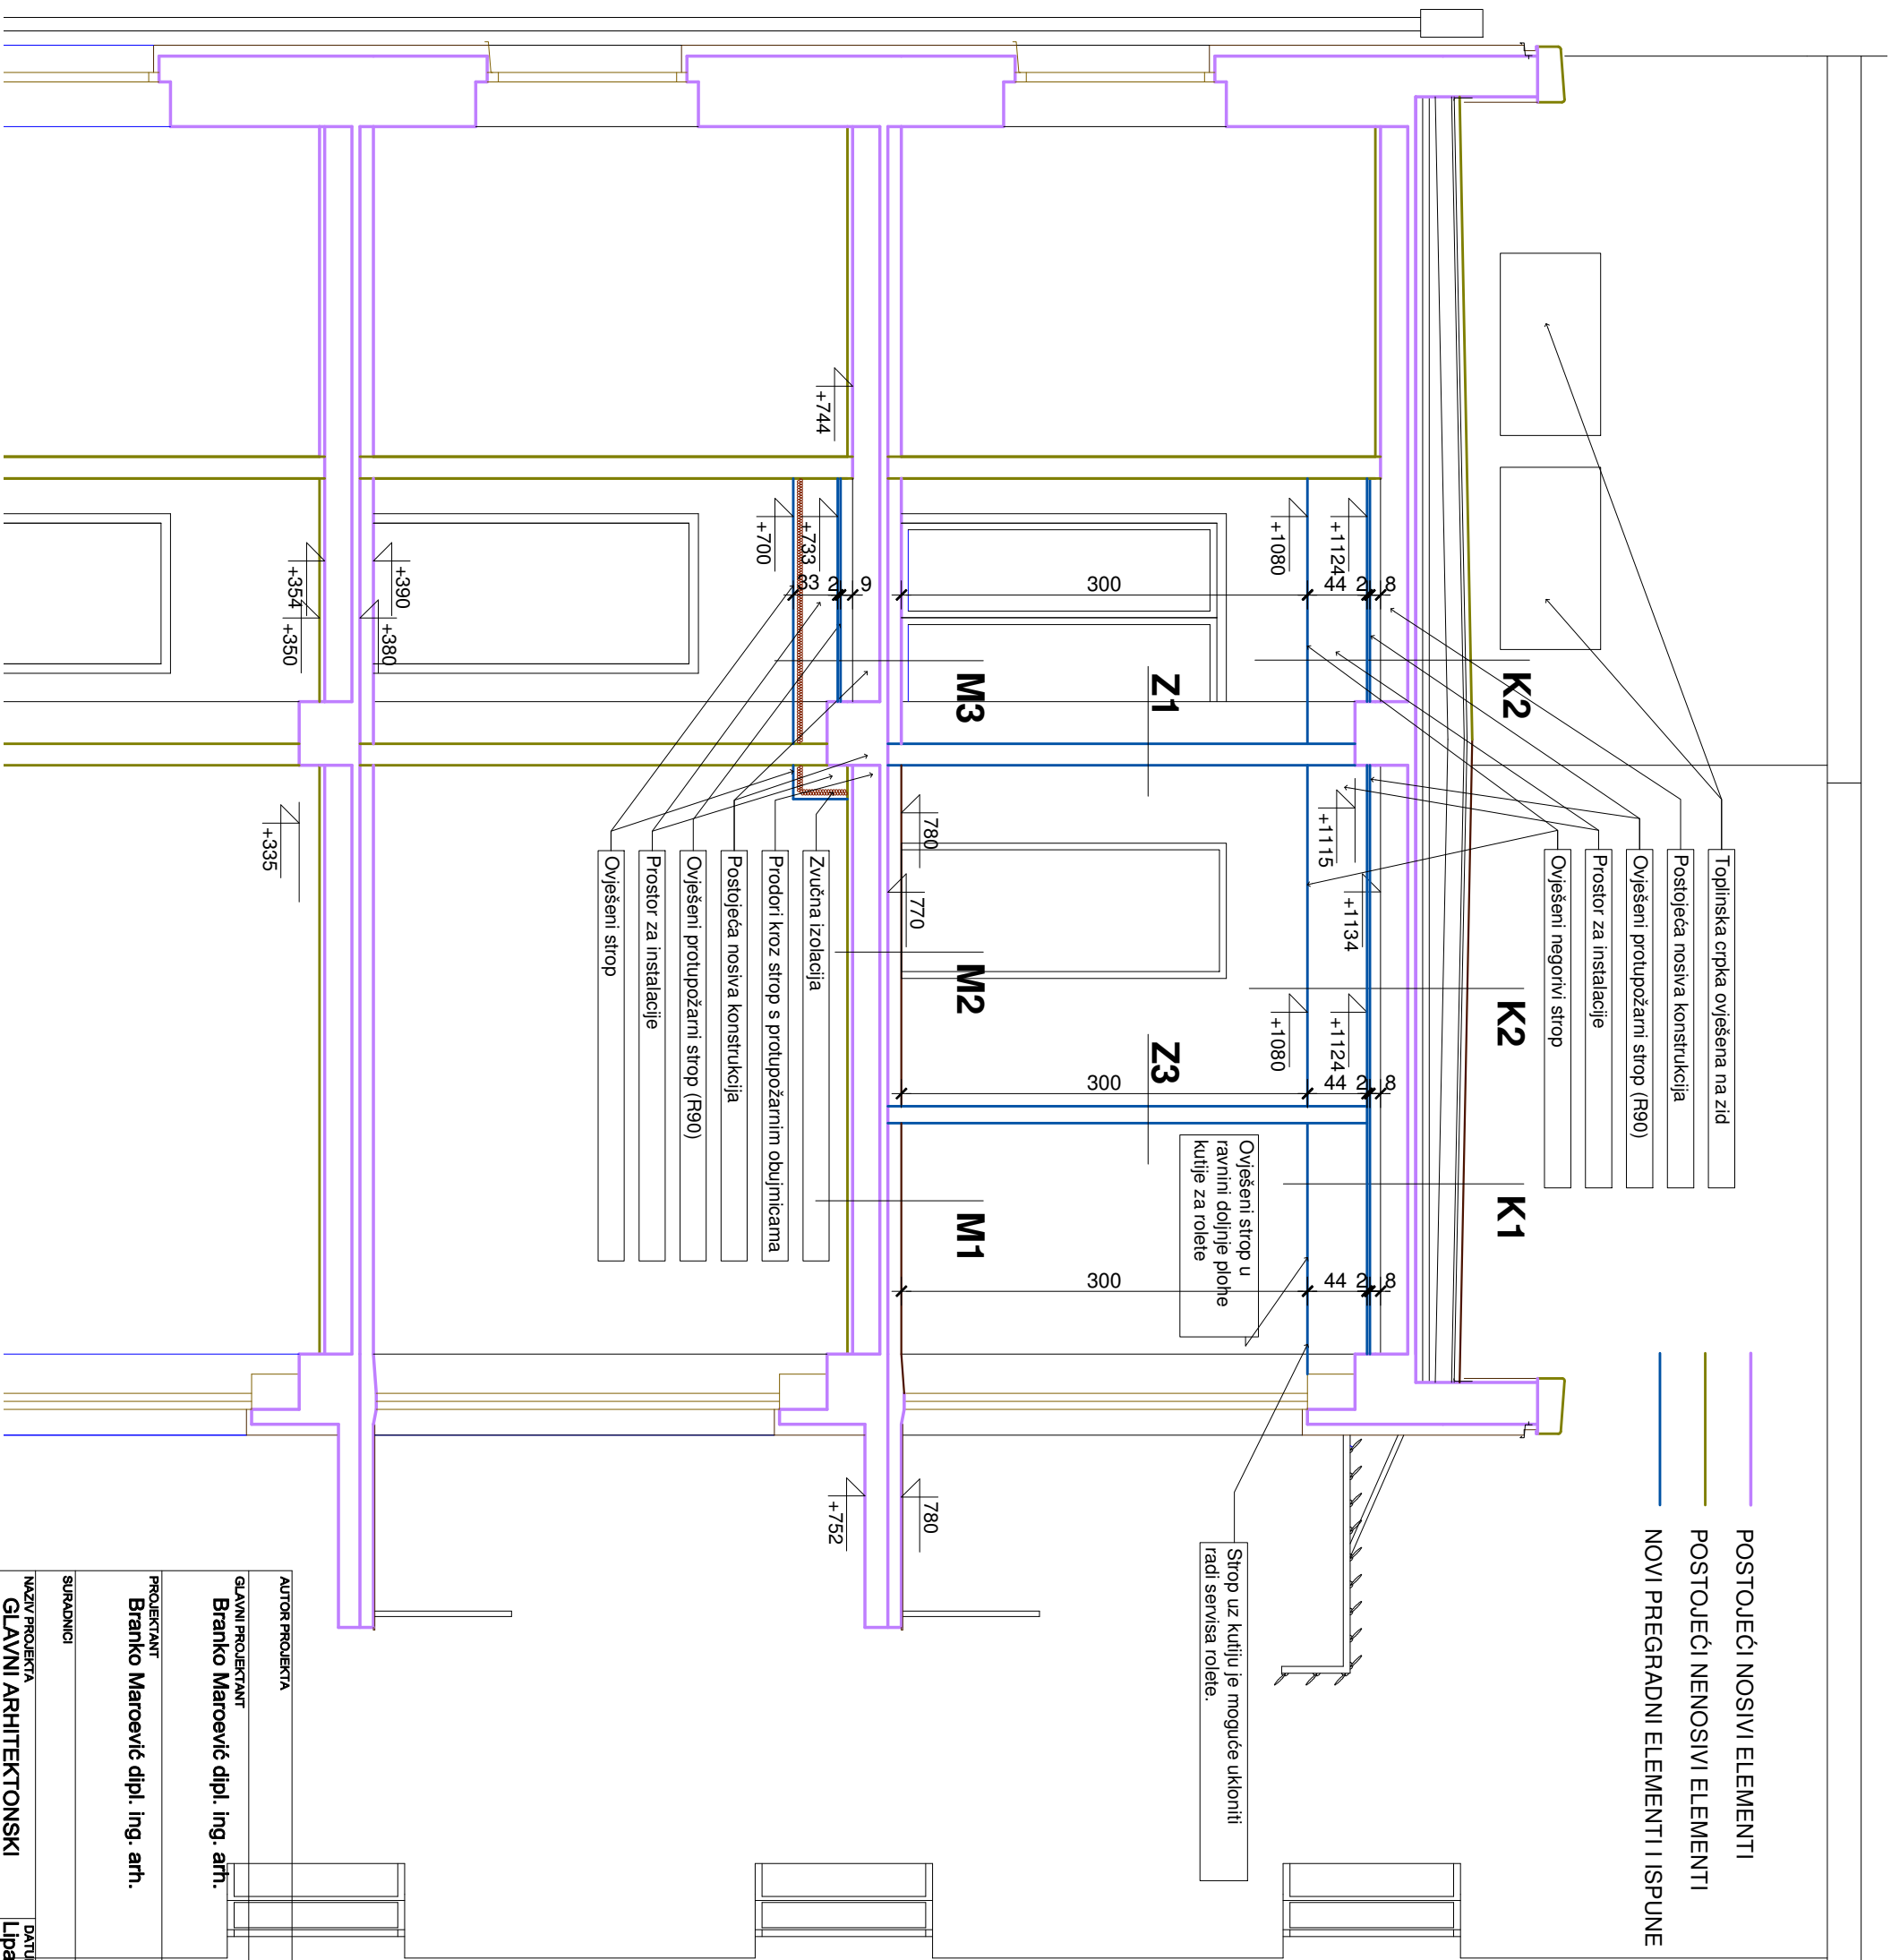 POSTOJEĆI NOSIVI ELEMENTI
POSTOJEĆI NENOSIVI ELEMENTI
NOVI PREGRADNI ELEMENTI I ISPUNE
Toplinska crpka ovješena na zid
Postojeća nosiva konstrukcija
Ovješeni protupožarni strop (R90)
Prostor za instalacije
Ovješeni negorivi strop
K2
K2
K1
8
2
44
300
8
2
44
300
8
2
44
300
+1124
+1080
+1134
+1115
+1124
+1080
Ovješeni strop u
ravnini doljnje plohe
kutije za rolete
Strop uz kutiju je moguće ukloniti
radi servisa rolete.
Z1
Z3
M3
M2
M1
780
770
780
+752
+744
9
2
33
+733
+700
Zvučna izolacija
Prodori kroz strop s protupožarnim obujmicama
Postojeća nosiva konstrukcija
Ovješeni protupožarni strop (R90)
Prostor za instalacije
Ovješeni strop
+390
+380
+354
+350
+335
AUTOR PROJEKTA
GLAVNI PROJEKTANT
Branko Maroević dipl. ing. arh.
PROJEKTANT
Branko Maroević dipl. ing. arh.
SURADNICI
NAZIV PROJEKTA
GLAVNI ARHITEKTONSKI